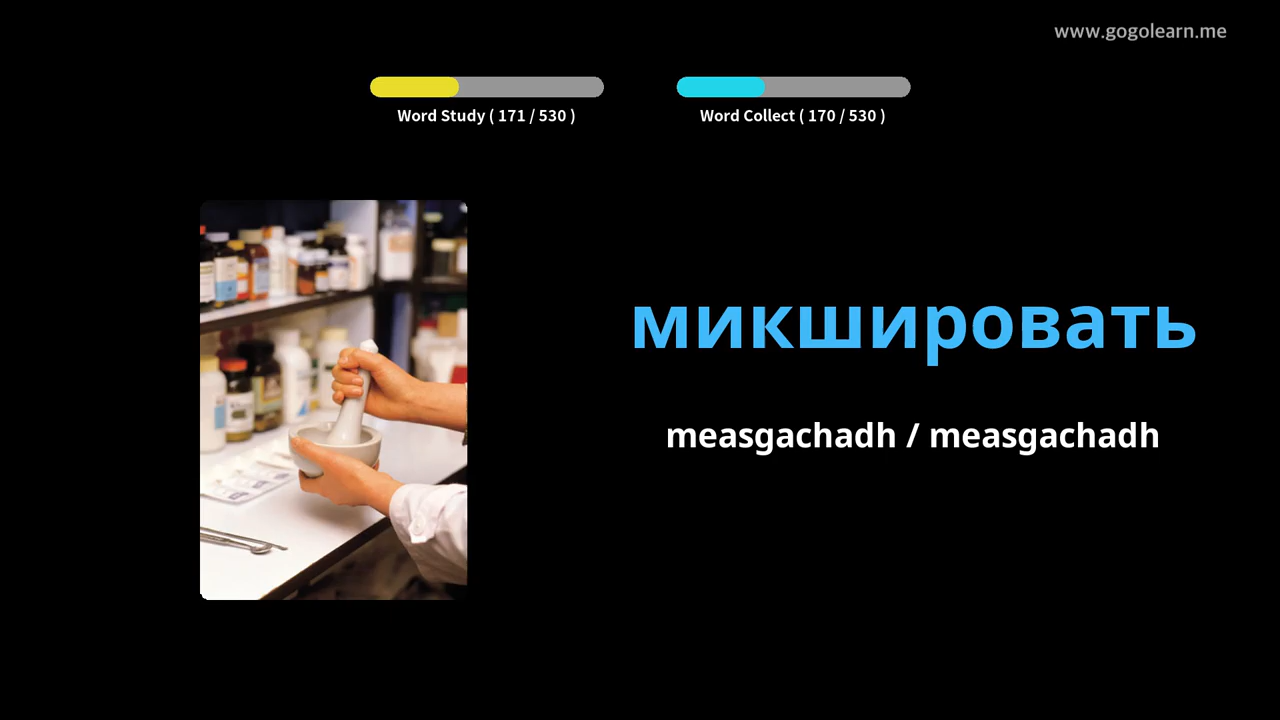 www.gogolearn.me
Word Study ( 171 / 530 )
Word Collect ( 170 / 530 )
микшировать
measgachadh / measgachadh